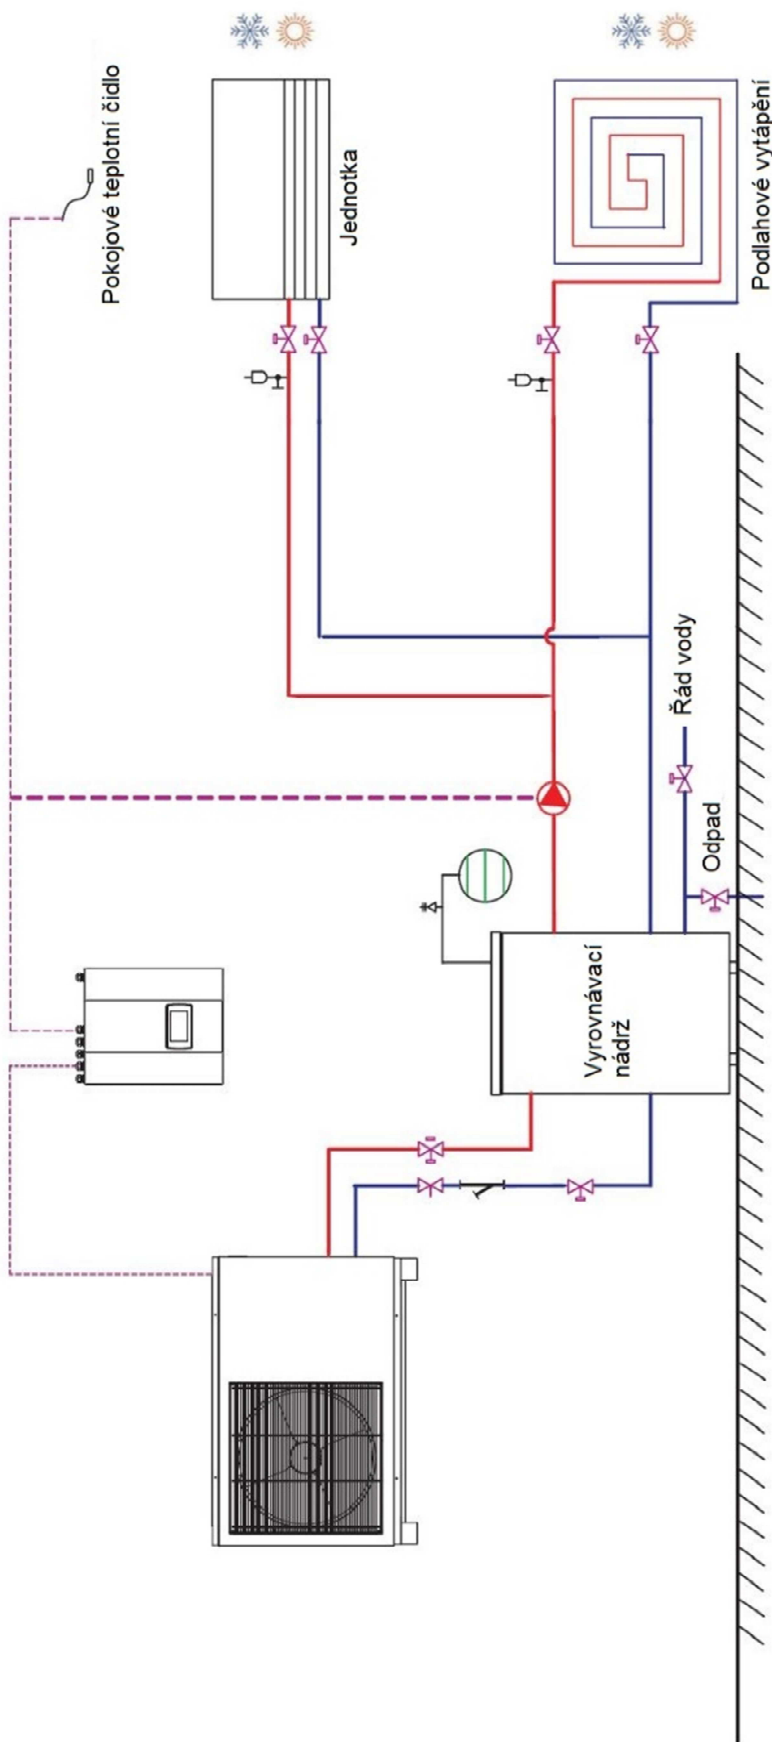 Pokojové teplotní čidlo
Jednotka
Podlahové vytápění
Řád vody
Odpad
Vyrovnávací
nádrž